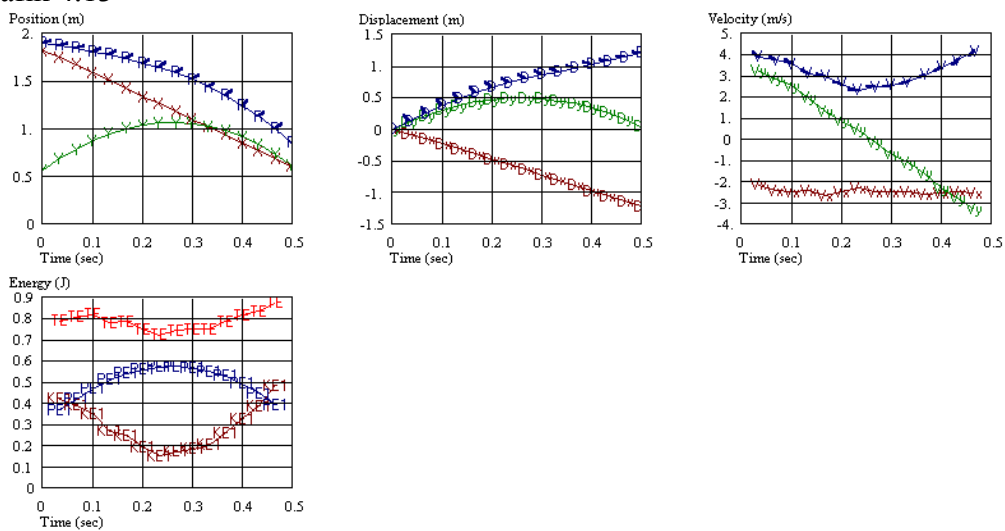 Position (m)
2.
1.5
1.
0.5
0
0 0.1 0.2 0.3 0.4 0.5
Time (sec)
Displacement (m)
1.5
1.
0.5
0
-0.5
-1.
-1.5
0 0.1 0.2 0.3 0.4 0.5
Time (sec)
Velocity (m/s)
5.
4.
3.
2.
1.
0
-1.
-2.
-3.
-4.
0 0.1 0.2 0.3 0.4 0.5
Time (sec)
Energy (J)
0.9
0.8
0.7
0.6
0.5
0.4
0.3
0.2
0.1
0
0 0.1 0.2 0.3 0.4 0.5
Time (sec)